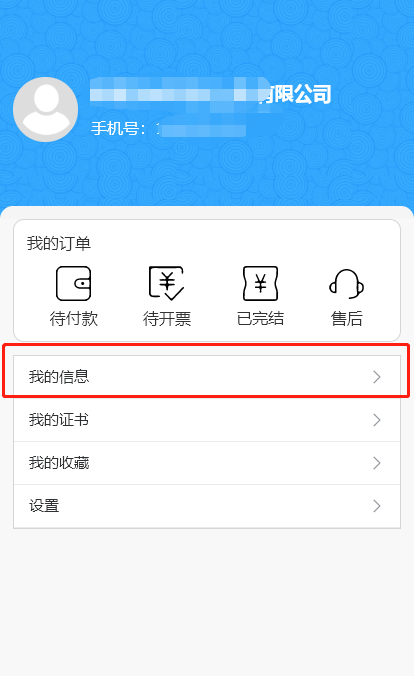 有限公司
手机号：
我的订单
待付款 待开票 已完结 售后
我的信息
我的证书
我的收藏
设置